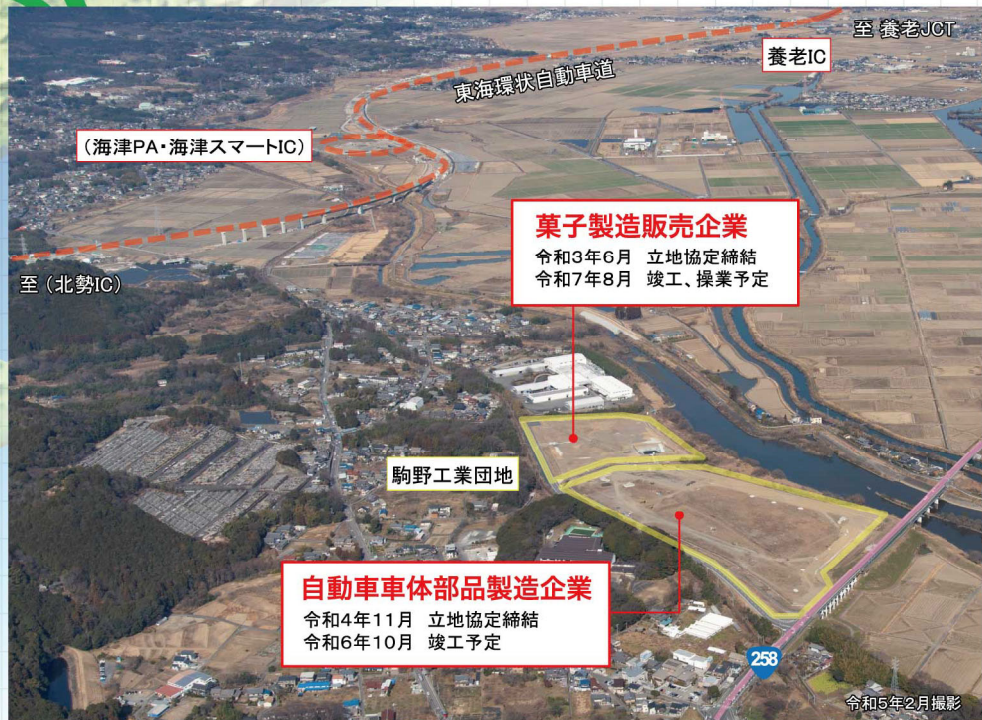 至 養老JCT
養老IC
東海環状自動車道
(海津PA・海津スマートIC)
菓子製造販売企業
令和3年6月 立地協定締結
令和7年8月 竣工、操業予定
至 (北勢IC)
駒野工業団地
自動車車体部品製造企業
令和4年11月 立地協定締結
令和6年10月 竣工予定
258
令和5年2月撮影